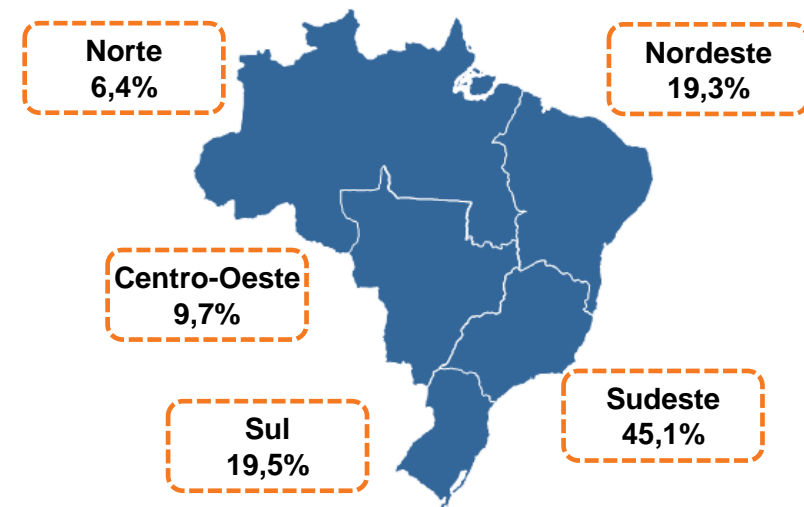 Norte
6,4%
Nordeste
19,3%
Centro-Oeste
9,7%
Sudeste
45,1%
Sul
19,5%